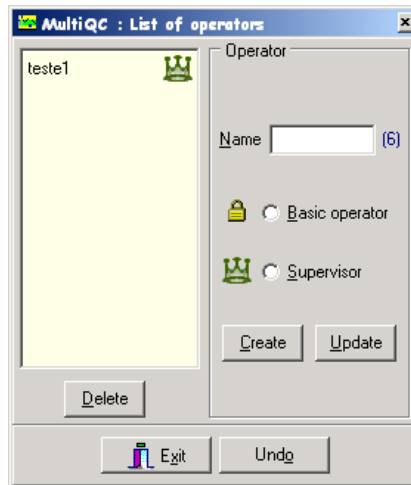 MultiQC : List of operators
teste1
Operator
Name
(6)
Basic operator
Supervisor
Create
Update
Delete
Exit
Undo